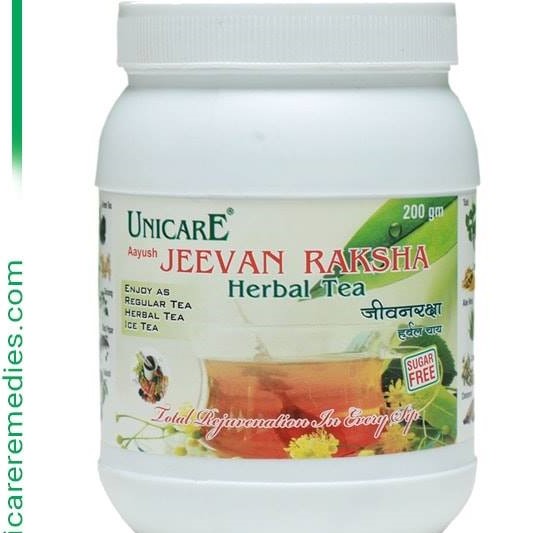 UNICARE®
200 gm
Aayush JEEVAN RAKSHA
Herbal Tea
ENJOY AS
REGULAR TEA
HERBAL TEA
ICE TEA
जीवनरक्षा
हर्बल चाय
SUGAR
FREE
Total Rejuvenation In Every Sip
icareremedies.com